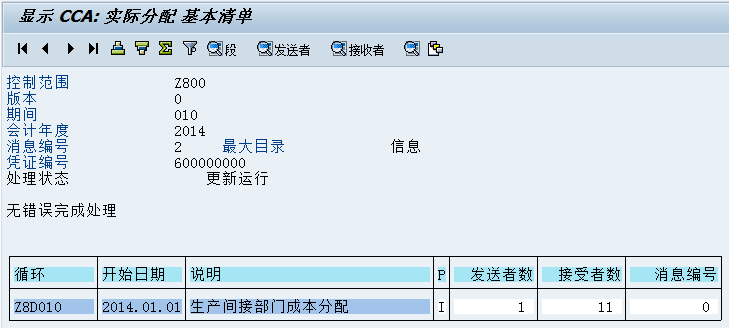 显示 CCA: 实际分配 基本清单
段 发送者 接收者
控制范围 Z800
版本 0
期间 010
会计年度 2014
消息编号 2 最大目录 信息
凭证编号 600000000
处理状态 更新运行
无错误完成处理
循环 开始日期 说明 P 发送者数 接受者数 消息编号
Z8D010 2014.01.01 生产间接部门成本分配 I 1 11 0